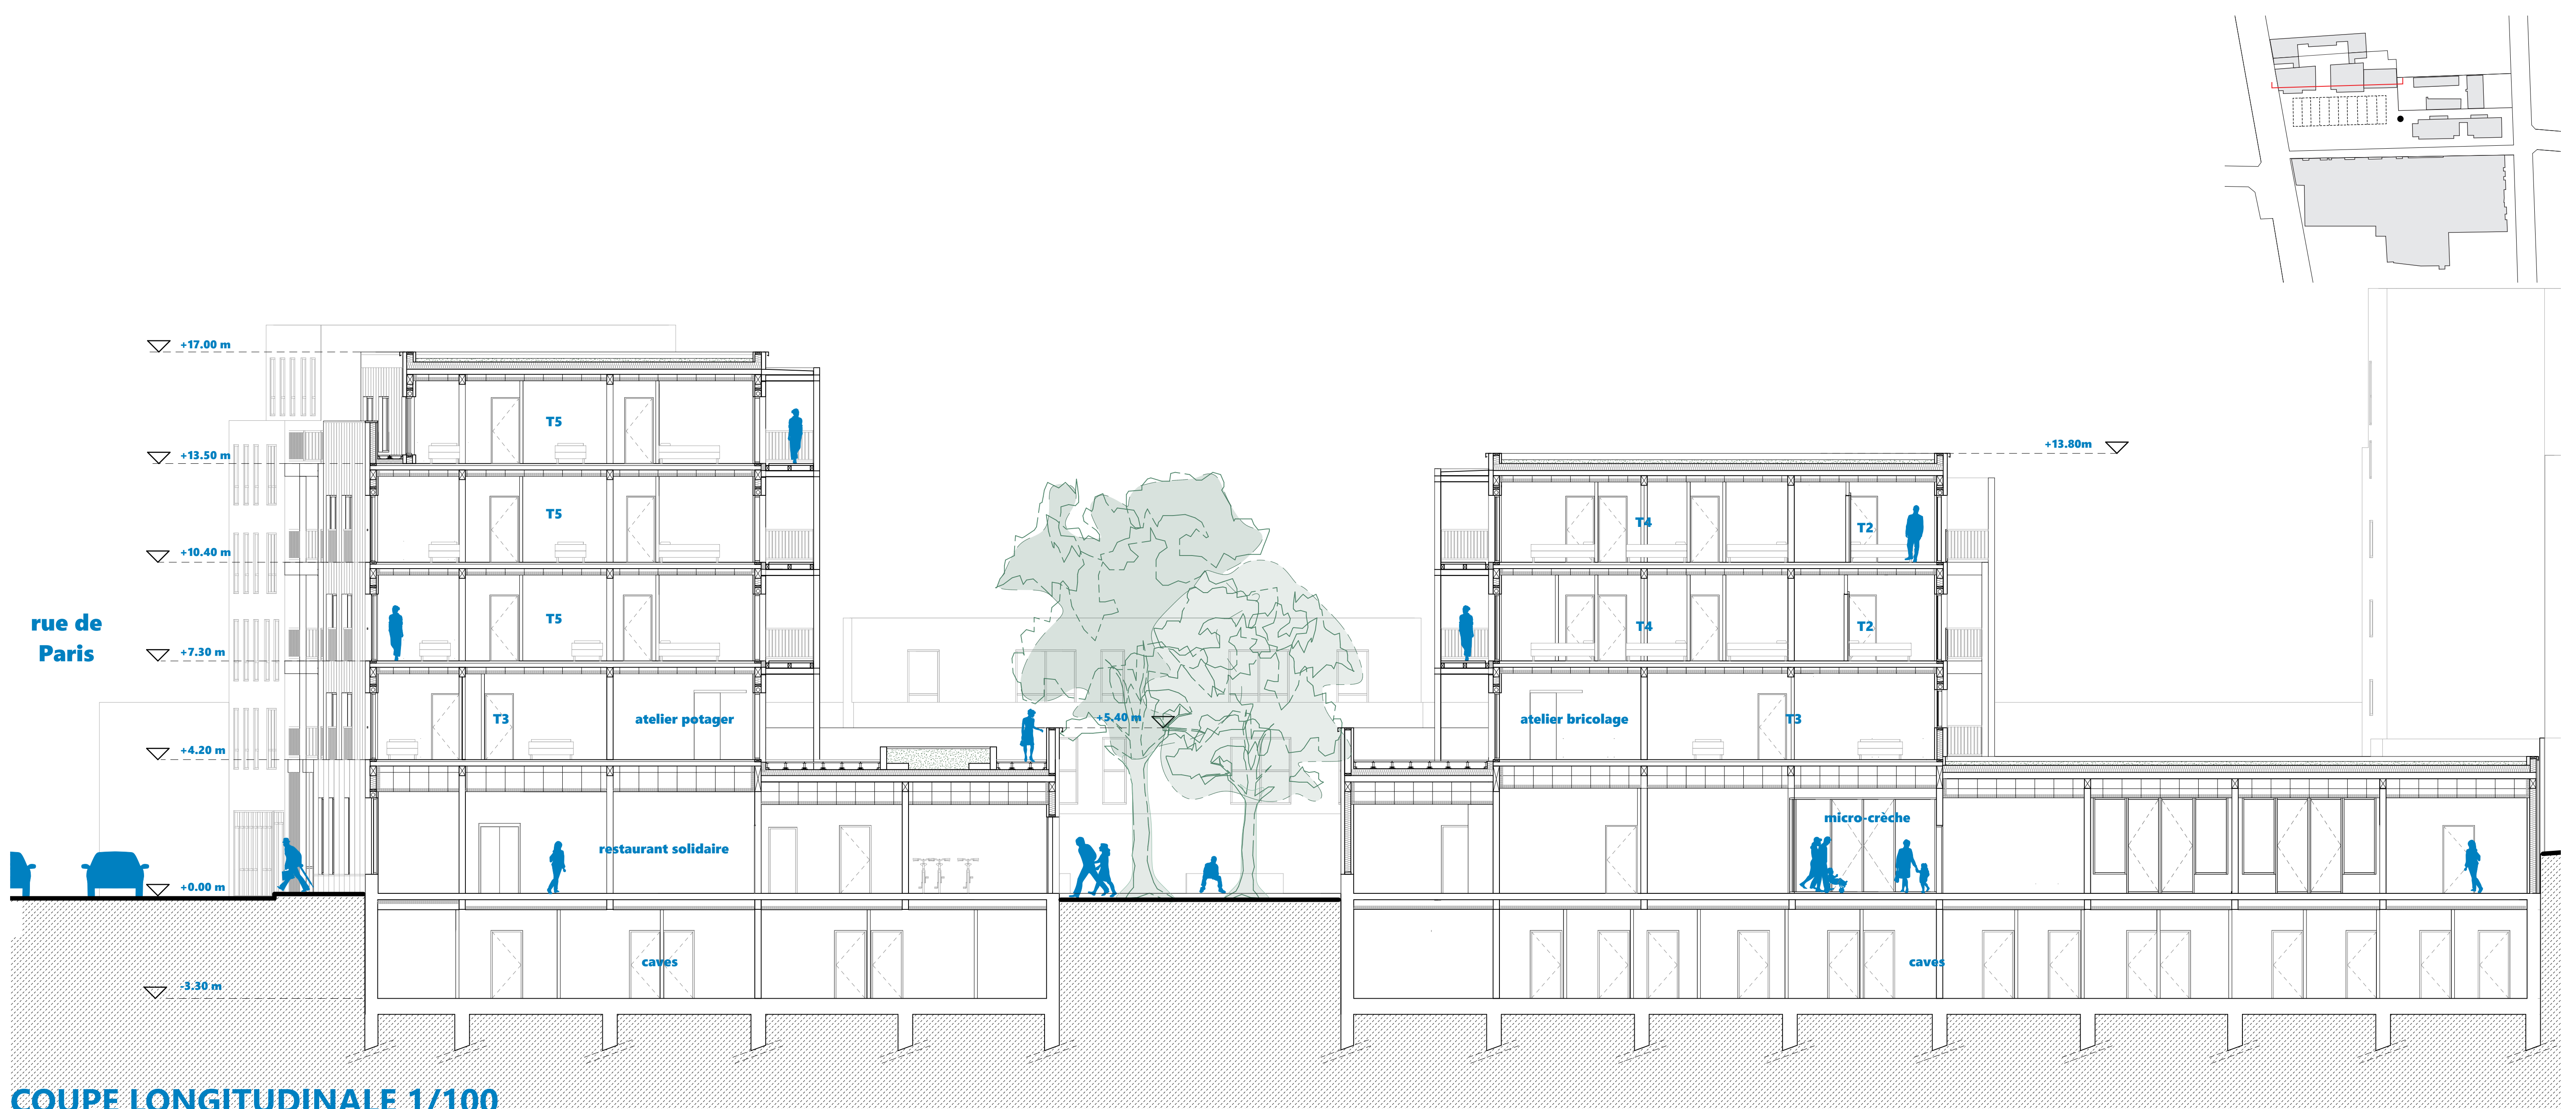 +17.00 m
T5
+13.50 m
+13.80m
T5
T4
T2
+10.40 m
rue de
Paris
T5
T4
T2
+7.30 m
T3
atelier potager
+5.40 m
atelier bricolage
T3
+4.20 m
restaurant solidaire
micro-crèche
+0.00 m
caves
caves
-3.30 m
COUPE LONGITUDINALE 1/100